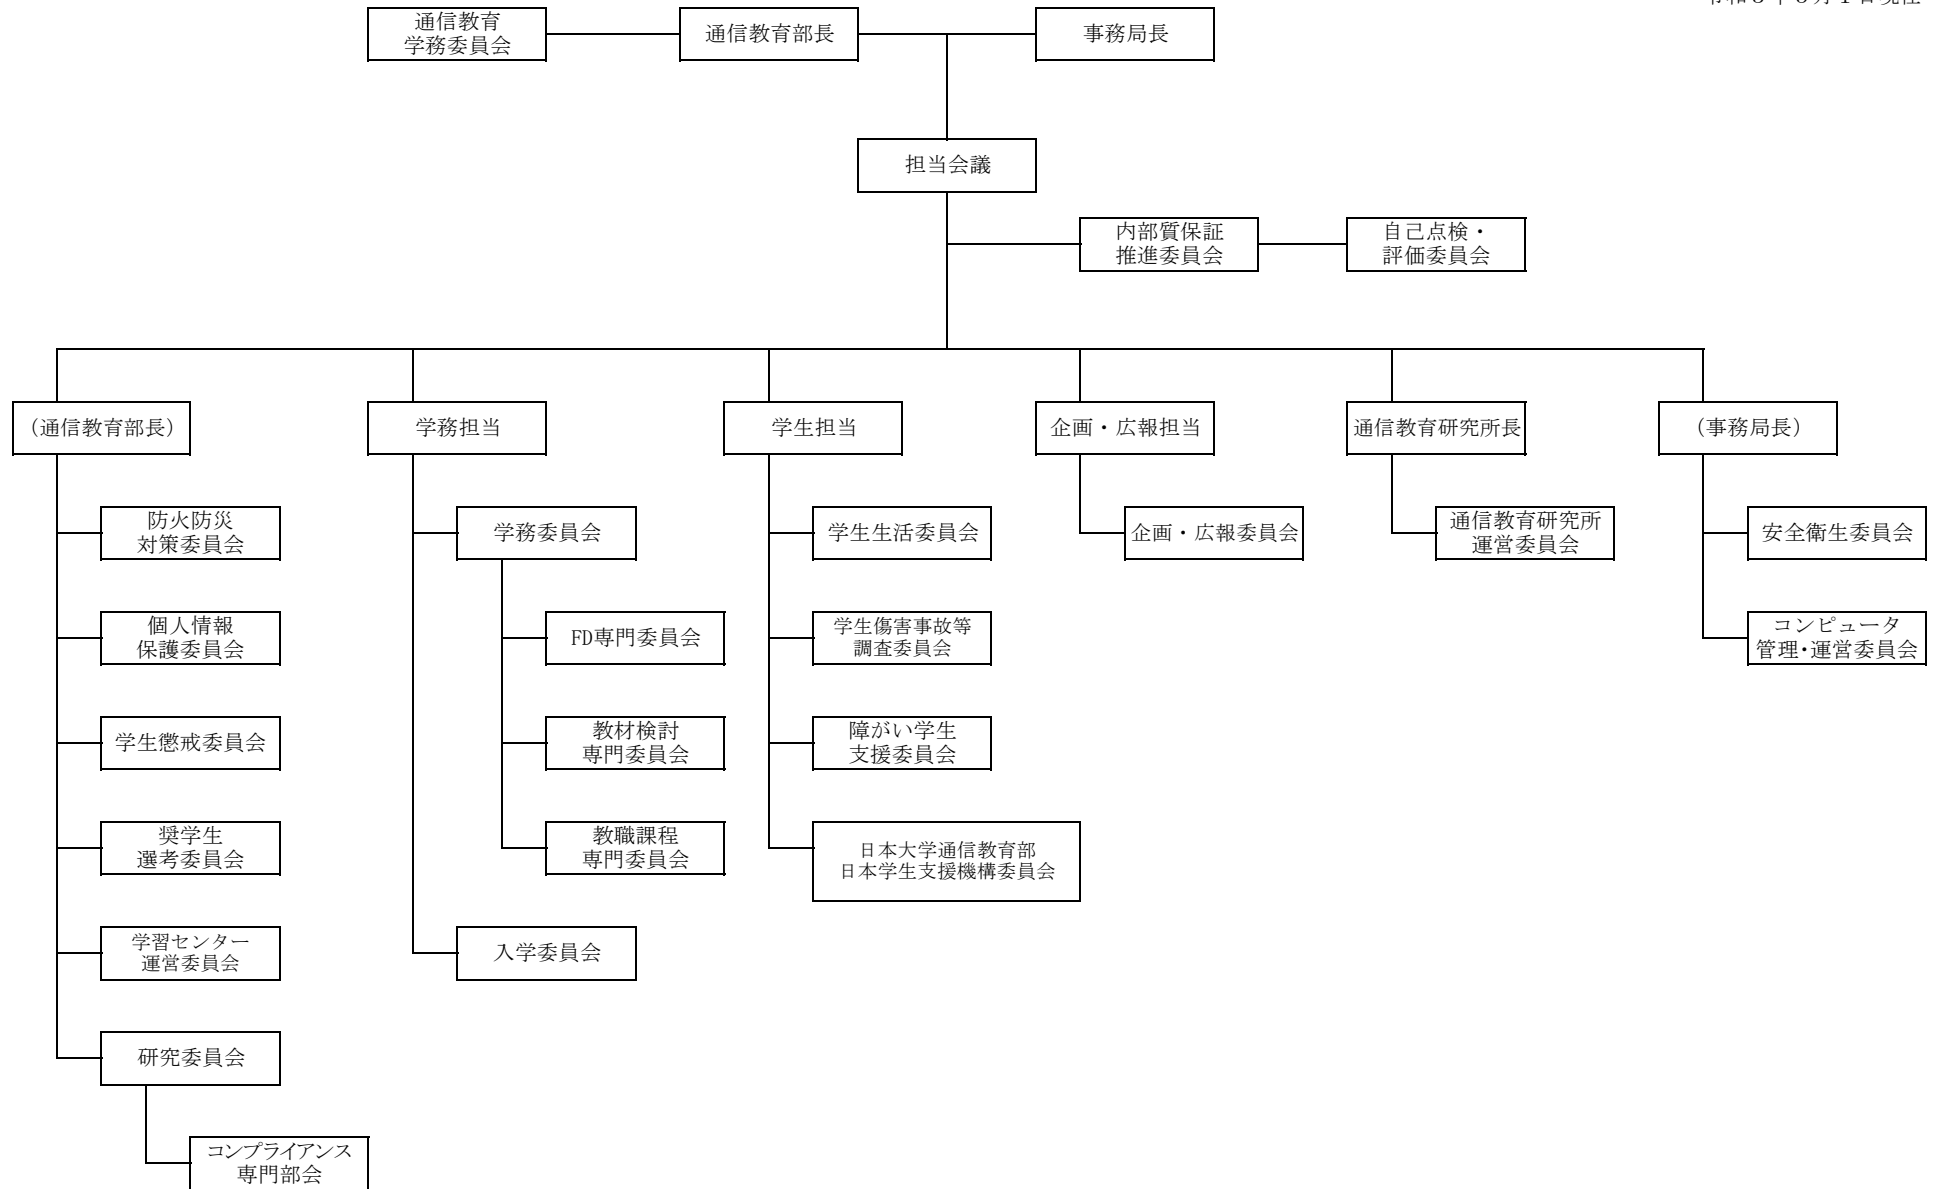 通信教育
学務委員会
通信教育部長
事務局長
担当会議
内部質保証
推進委員会
自己点検・
評価委員会
(通信教育部長)
学務担当
学生担当
企画・広報担当
通信教育研究所長
(事務局長)
防火防災
対策委員会
学務委員会
学生生活委員会
企画・広報委員会
通信教育研究所
運営委員会
安全衛生委員会
個人情報
保護委員会
FD専門委員会
学生傷害事故等
調査委員会
コンピュータ
管理・運営委員会
学生懲戒委員会
教材検討
専門委員会
障がい学生
支援委員会
奨学生
選考委員会
教職課程
専門委員会
日本大学通信教育部
日本学生支援機構委員会
学習センター
運営委員会
入学委員会
研究委員会
コンプライアンス
専門部会